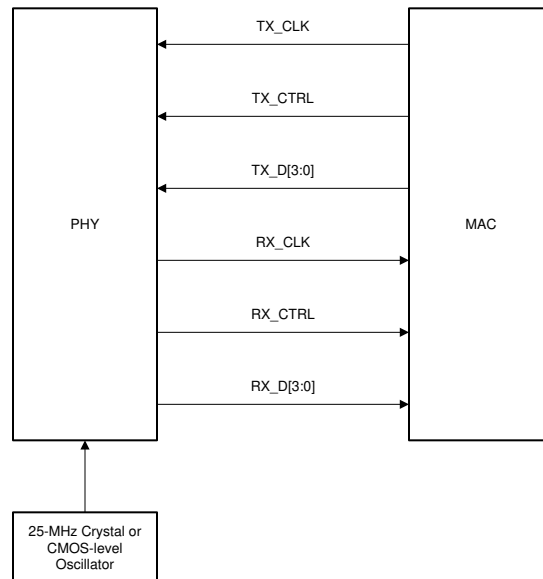 TX_CLK
TX_CTRL
TX_D[3:0]
PHY
MAC
RX_CLK
RX_CTRL
RX_D[3:0]
25-MHz Crystal or
CMOS-level
Oscillator